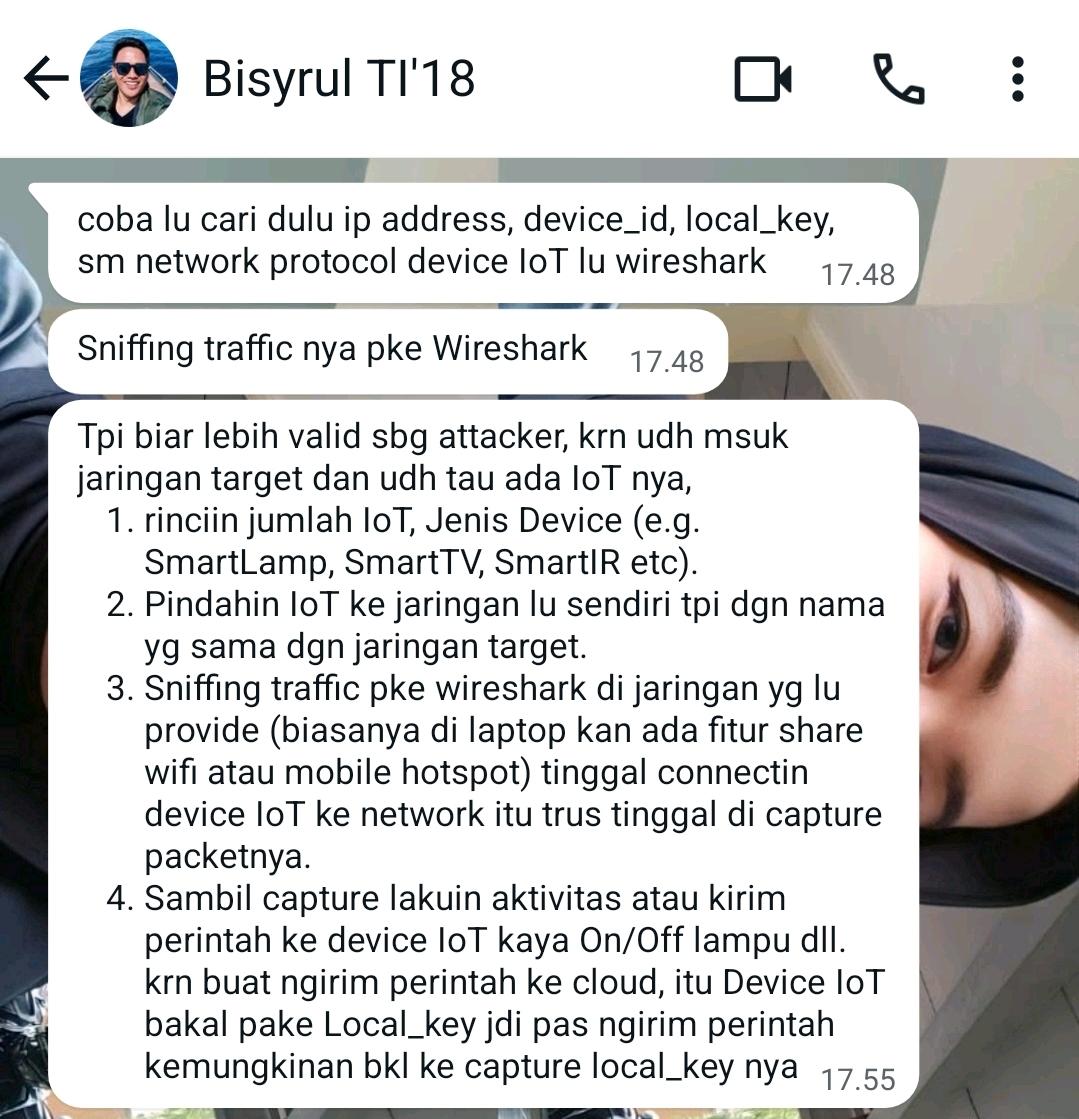 Bisyrul TI'18
coba lu cari dulu ip address, device_id, local_key,
sm network protocol device IoT lu wireshark 17.48
Sniffing traffic nya pke Wireshark 17.48
Tpi biar lebih valid sbg attacker, krn udh msuk
jaringan target dan udh tau ada IoT nya,
1. rinciin jumlah IoT, Jenis Device (e.g.
SmartLamp, SmartTV, SmartIR etc).
2. Pindahin IoT ke jaringan lu sendiri tpi dgn nama
yg sama dgn jaringan target.
3. Sniffing traffic pke wireshark di jaringan yg lu
provide (biasanya di laptop kan ada fitur share
wifi atau mobile hotspot) tinggal connectin
device IoT ke network itu trus tinggal di capture
packetnya.
4. Sambil capture lakuin aktivitas atau kirim
perintah ke device IoT kaya On/Off lampu dll.
krn buat ngirim perintah ke cloud, itu Device IoT
bakal pake Local_key jdi pas ngirim perintah
kemungkinan bkl ke capture local_key nya 17.55